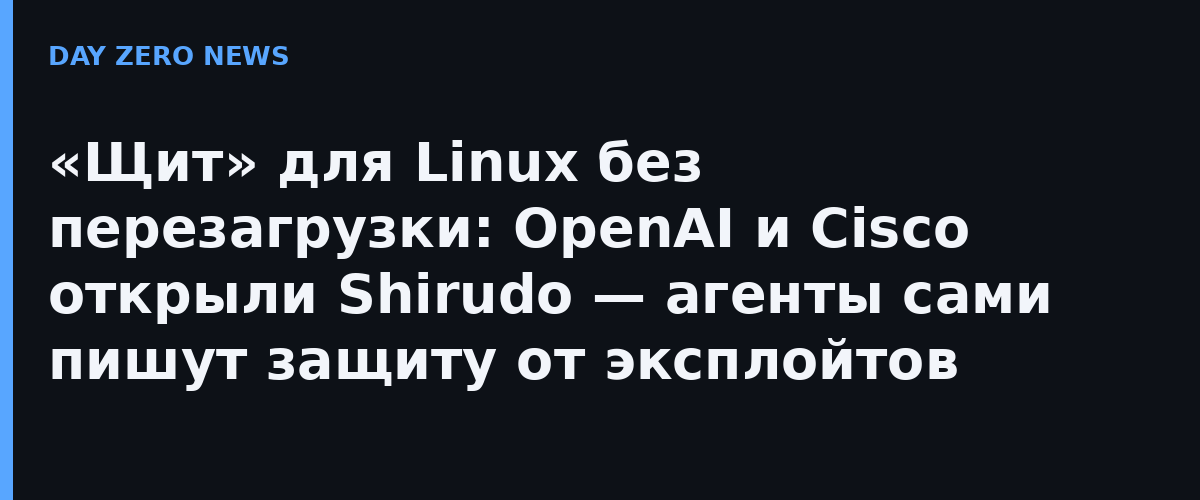 DAY ZERO NEWS
«Щит» для Linux без
перезагрузки: OpenAI и Cisco
открыли Shirudo — агенты сами
пишут защиту от эксплойтов